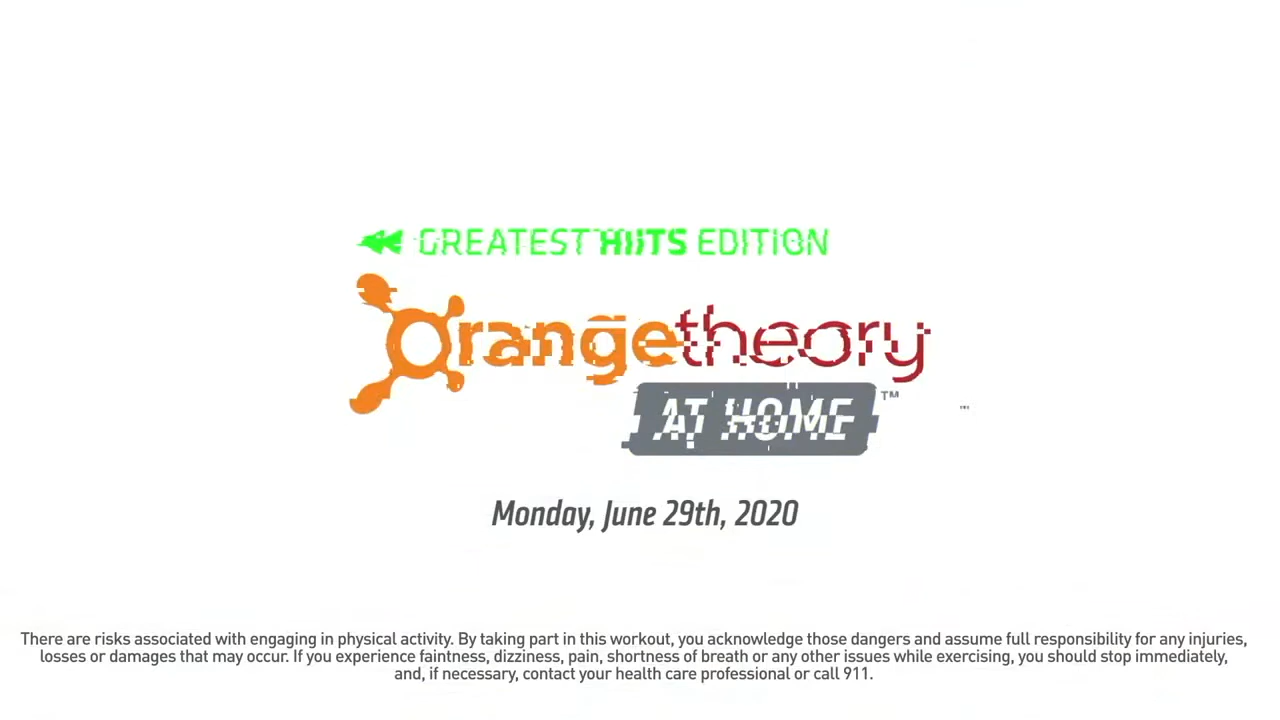 GREATEST HIITS EDITION
Orangetheory
AT HOME™
™
Monday, June 29th, 2020
There are risks associated with engaging in physical activity. By taking part in this workout, you acknowledge those dangers and assume full responsibility for any injuries,
losses or damages that may occur. If you experience faintness, dizziness, pain, shortness of breath or any other issues while exercising, you should stop immediately,
and, if necessary, contact your health care professional or call 911.